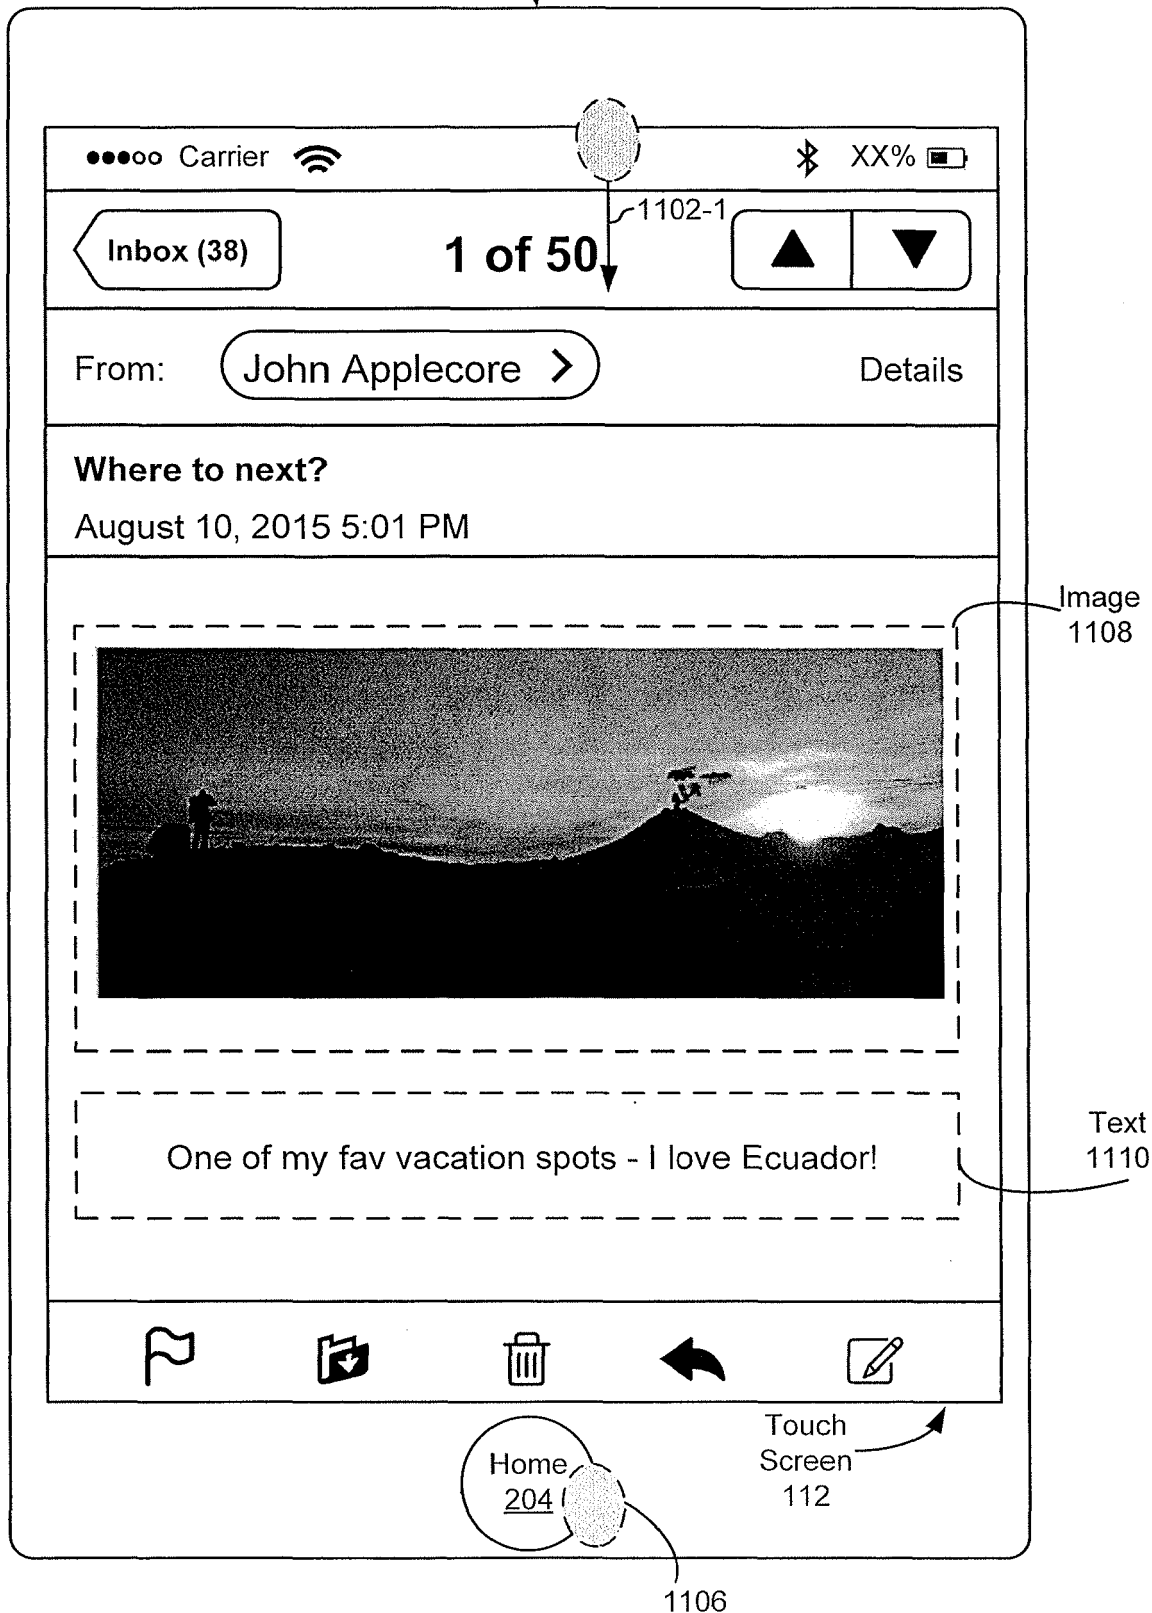 Carrier
XX%
1102-1
Inbox (38)
1 of 50
From:
John Applecore
Details
Where to next?
August 10, 2015 5:01 PM
Image
1108
Text
1110
One of my fav vacation spots - I love Ecuador!
Touch
Screen
112
Home
204
1106